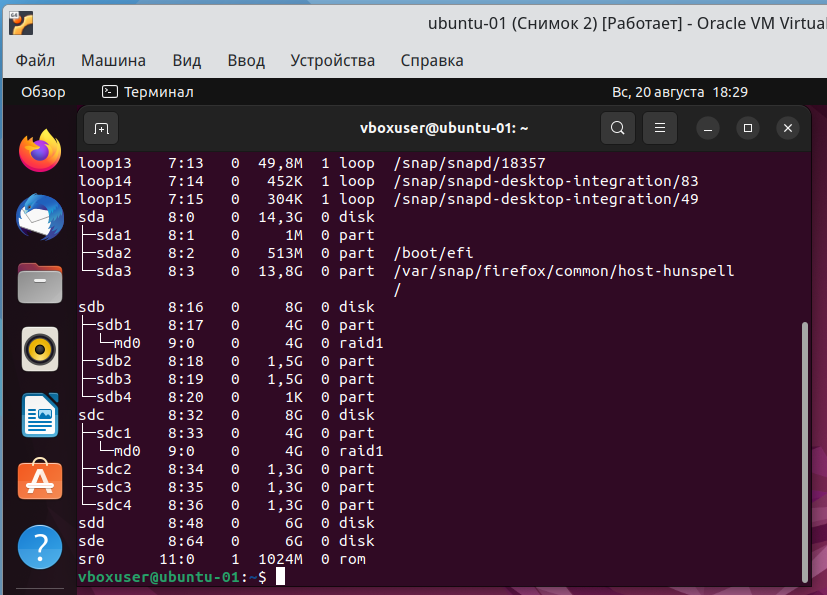 ubuntu-01 (Снимок 2) [Работает] - Oracle VM Virtual
Файл Машина Вид Ввод Устройства Справка
Обзор Терминал Вс, 20 августа 18:29
vboxuser@ubuntu-01: ~
loop13 7:13 0 49,8M 1 loop /snap/snapd/18357
loop14 7:14 0 452K 1 loop /snap/snapd-desktop-integration/83
loop15 7:15 0 304K 1 loop /snap/snapd-desktop-integration/49
sda 8:0 0 14,3G 0 disk
├─sda1 8:1 0 1M 0 part
├─sda2 8:2 0 513M 0 part /boot/efi
└─sda3 8:3 0 13,8G 0 part /var/snap/firefox/common/host-hunspell
/
sdb 8:16 0 8G 0 disk
├─sdb1 8:17 0 4G 0 part
│ └─md0 9:0 0 4G 0 raid1
├─sdb2 8:18 0 1,5G 0 part
├─sdb3 8:19 0 1,5G 0 part
└─sdb4 8:20 0 1K 0 part
sdc 8:32 0 8G 0 disk
├─sdc1 8:33 0 4G 0 part
│ └─md0 9:0 0 4G 0 raid1
├─sdc2 8:34 0 1,3G 0 part
├─sdc3 8:35 0 1,3G 0 part
└─sdc4 8:36 0 1,3G 0 part
sdd 8:48 0 6G 0 disk
sde 8:64 0 6G 0 disk
sr0 11:0 1 1024M 0 rom
vboxuser@ubuntu-01:~$